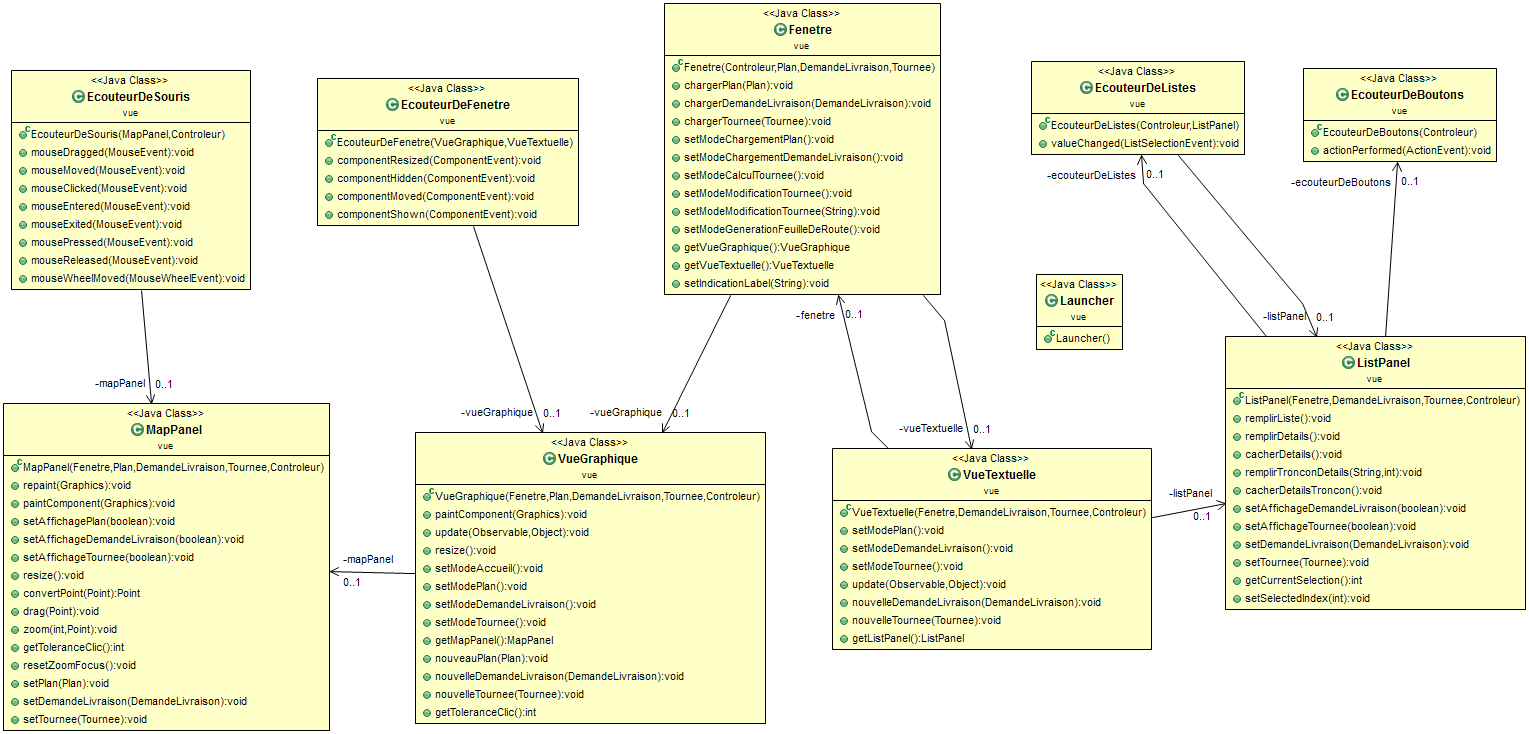 <<Java Class>>
EcouteurDeSouris
vue
EcouteurDeSouris(MapPanel,Controleur)
mouseDragged(MouseEvent):void
mouseMoved(MouseEvent):void
mouseClicked(MouseEvent):void
mouseEntered(MouseEvent):void
mouseExited(MouseEvent):void
mousePressed(MouseEvent):void
mouseReleased(MouseEvent):void
mouseWheelMoved(MouseWheelEvent):void
<<Java Class>>
EcouteurDeFenetre
vue
EcouteurDeFenetre(VueGraphique,VueTextuelle)
componentResized(ComponentEvent):void
componentHidden(ComponentEvent):void
componentMoved(ComponentEvent):void
componentShown(ComponentEvent):void
<<Java Class>>
Fenetre
vue
Fenetre(Controleur,Plan,DemandeLivraison,Tournee)
chargerPlan(Plan):void
chargerDemandeLivraison(DemandeLivraison):void
chargerTournee(Tournee):void
setModeChargementPlan():void
setModeChargementDemandeLivraison():void
setModeCalculTournee():void
setModeModificationTournee():void
setModeModificationTournee(String):void
setModeGenerationFeuilleDeRoute():void
getVueGraphique():VueGraphique
getVueTextuelle():VueTextuelle
setIndicationLabel(String):void
<<Java Class>>
EcouteurDeListes
vue
EcouteurDeListes(Controleur,ListPanel)
valueChanged(ListSelectionEvent):void
<<Java Class>>
EcouteurDeBoutons
vue
EcouteurDeBoutons(Controleur)
actionPerformed(ActionEvent):void
-ecouteurDeListes
0..1
-ecouteurDeBoutons
0..1
<<Java Class>>
Launcher
vue
Launcher()
-fenetre
0..1
-listPanel
0..1
-mapPanel
0..1
-vueGraphique
0..1
-vueGraphique
0..1
-vueTextuelle
0..1
<<Java Class>>
MapPanel
vue
MapPanel(Fenetre,Plan,DemandeLivraison,Tournee,Controleur)
repaint(Graphics):void
paintComponent(Graphics):void
setAffichagePlan(boolean):void
setAffichageDemandeLivraison(boolean):void
setAffichageTournee(boolean):void
resize():void
convertPoint(Point):Point
drag(Point):void
zoom(int,Point):void
getToleranceClic():int
resetZoomFocus():void
setPlan(Plan):void
setDemandeLivraison(DemandeLivraison):void
setTournee(Tournee):void
-mapPanel
0..1
<<Java Class>>
VueGraphique
vue
VueGraphique(Fenetre,Plan,DemandeLivraison,Tournee,Controleur)
paintComponent(Graphics):void
update(Observable,Object):void
resize():void
setModeAccueil():void
setModePlan():void
setModeDemandeLivraison():void
setModeTournee():void
getMapPanel():MapPanel
nouveauPlan(Plan):void
nouvelleDemandeLivraison(DemandeLivraison):void
nouvelleTournee(Tournee):void
getToleranceClic():int
<<Java Class>>
VueTextuelle
vue
VueTextuelle(Fenetre,DemandeLivraison,Tournee,Controleur)
setModePlan():void
setModeDemandeLivraison():void
setModeTournee():void
update(Observable,Object):void
nouvelleDemandeLivraison(DemandeLivraison):void
nouvelleTournee(Tournee):void
getListPanel():ListPanel
-listPanel
0..1
<<Java Class>>
ListPanel
vue
ListPanel(Fenetre,DemandeLivraison,Tournee,Controleur)
remplirListe():void
remplirDetails():void
cacherDetails():void
remplirTronconDetails(String,int):void
cacherDetailsTroncon():void
setAffichageDemandeLivraison(boolean):void
setAffichageTournee(boolean):void
setDemandeLivraison(DemandeLivraison):void
setTournee(Tournee):void
getCurrentSelection():int
setSelectedIndex(int):void